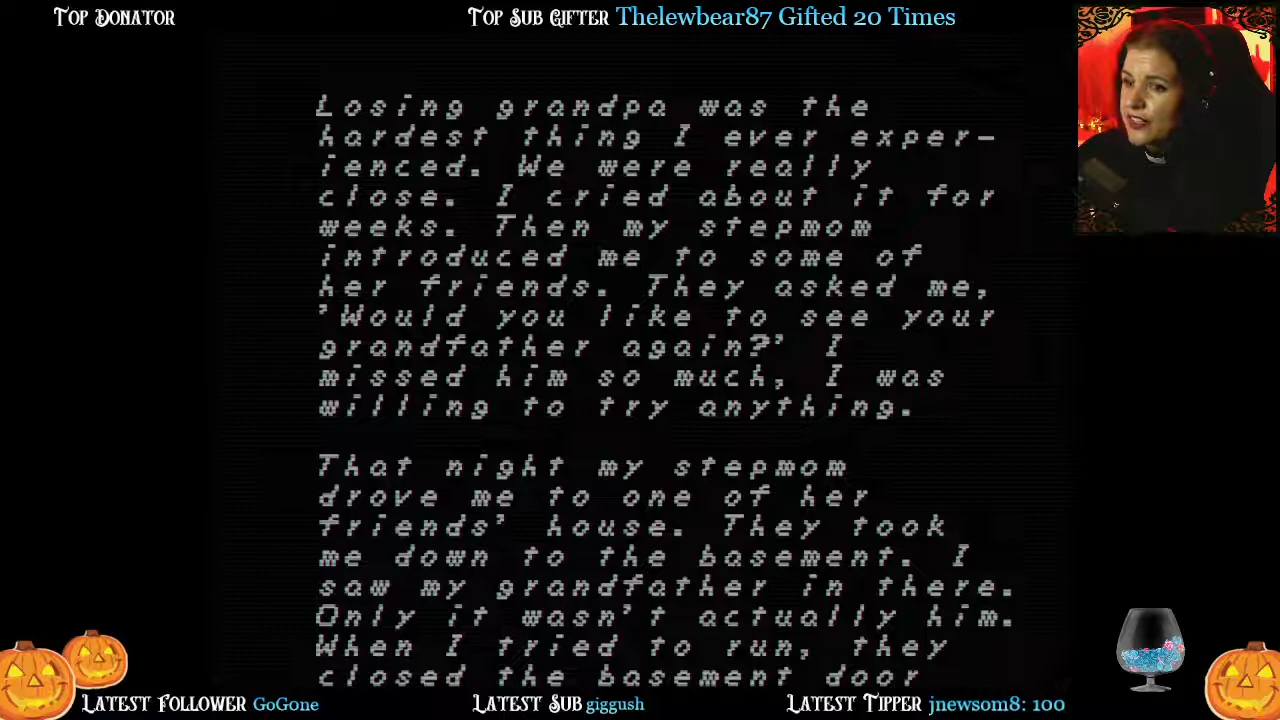 Top Donator
Top Sub Gifter Thelewbear87 Gifted 20 Times
Losing grandpa was the
hardest thing I ever exper-
ienced. We were really
close. I cried about it for
weeks. Then my stepmom
introduced me to some of
her friends. They asked me,
'Would you like to see your
grandfather again?' I
missed him so much, I was
willing to try anything.
That night my stepmom
drove me to one of her
friends' house. They took
me down to the basement. I
saw my grandfather in there.
Only it wasn't actually him.
When I tried to run, they
closed the basement door
Latest Follower GoGone
Latest Sub giggush
Latest Tipper jnewsom8: 100